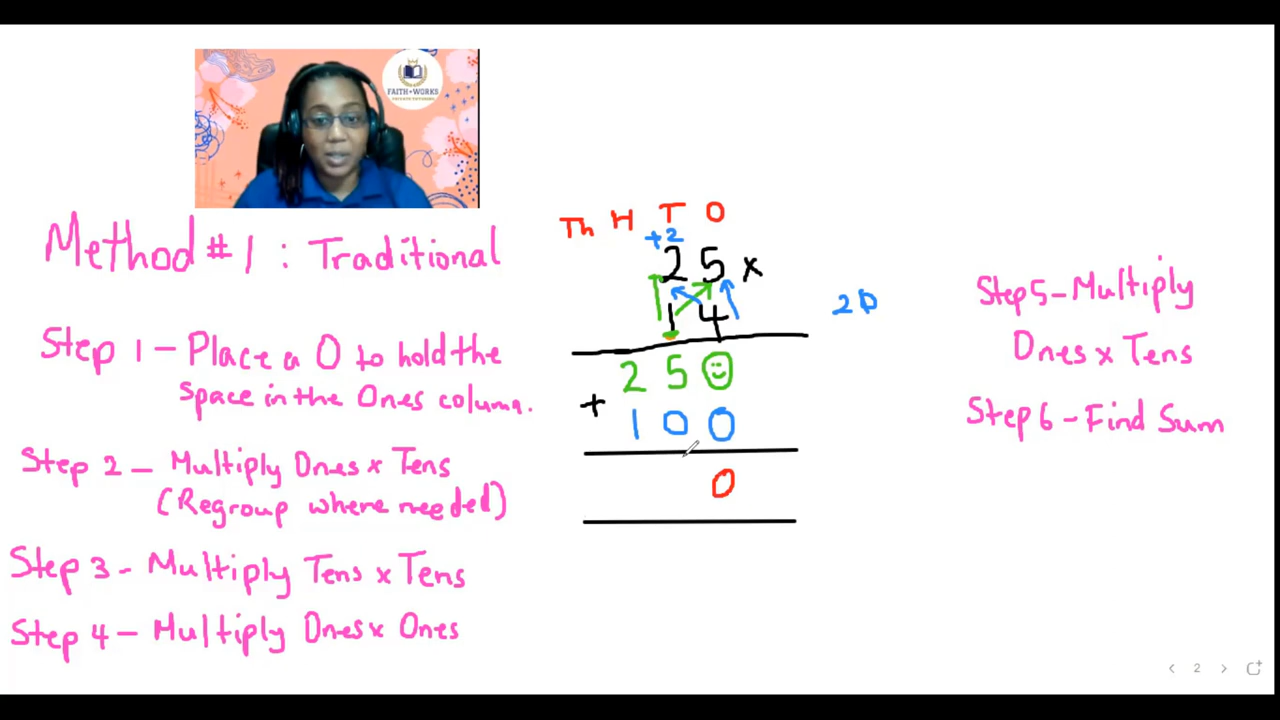 FAITH+WORKS
Method #1 : Traditional
Step 1 – Place a 0 to hold the
space in the Ones column.
Step 2 – Multiply Ones x Tens
(Regroup where needed)
Step 3 - Multiply Tens x Tens
Step 4 – Multiply Ones x Ones
Th H T O
+2
25 x
14
250
+ 100
0
20
Step 5 – Multiply
Ones x Tens
Step 6 – Find Sum
2